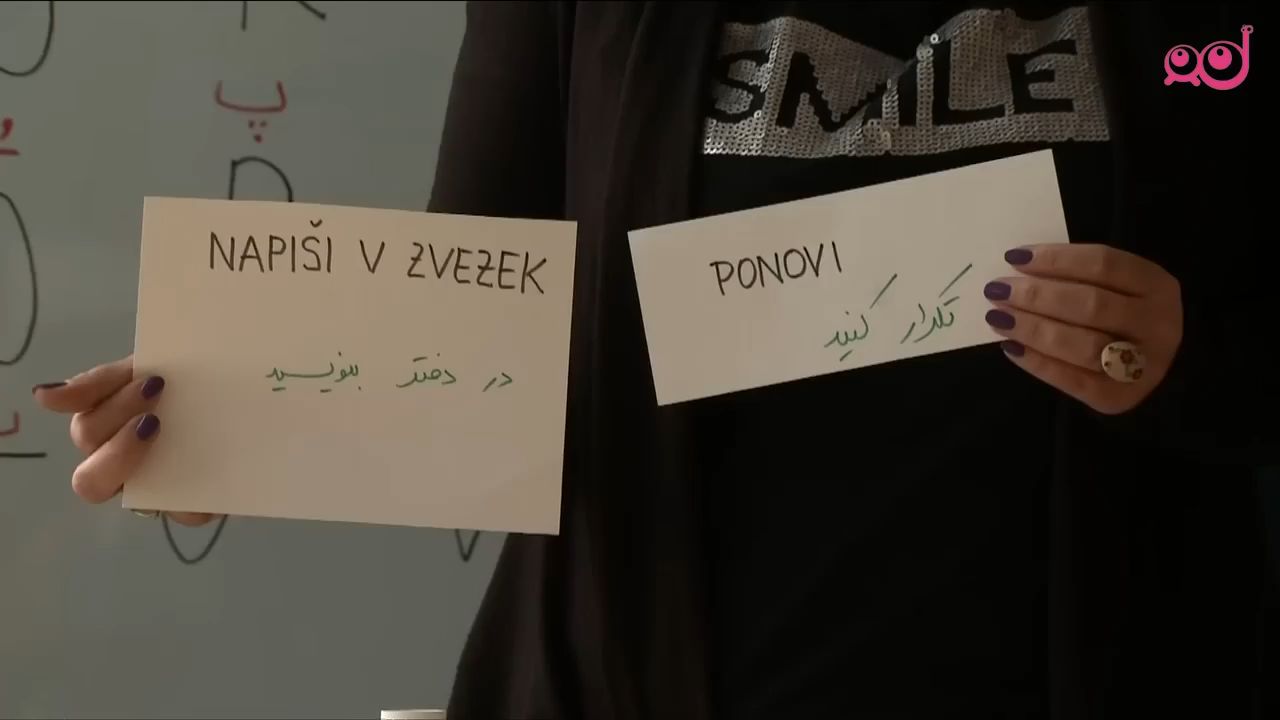 SMILE
NAPIŠI V ZVEZEK
در دفتر بنویسید
PONOVI
تکرار کنید
پ